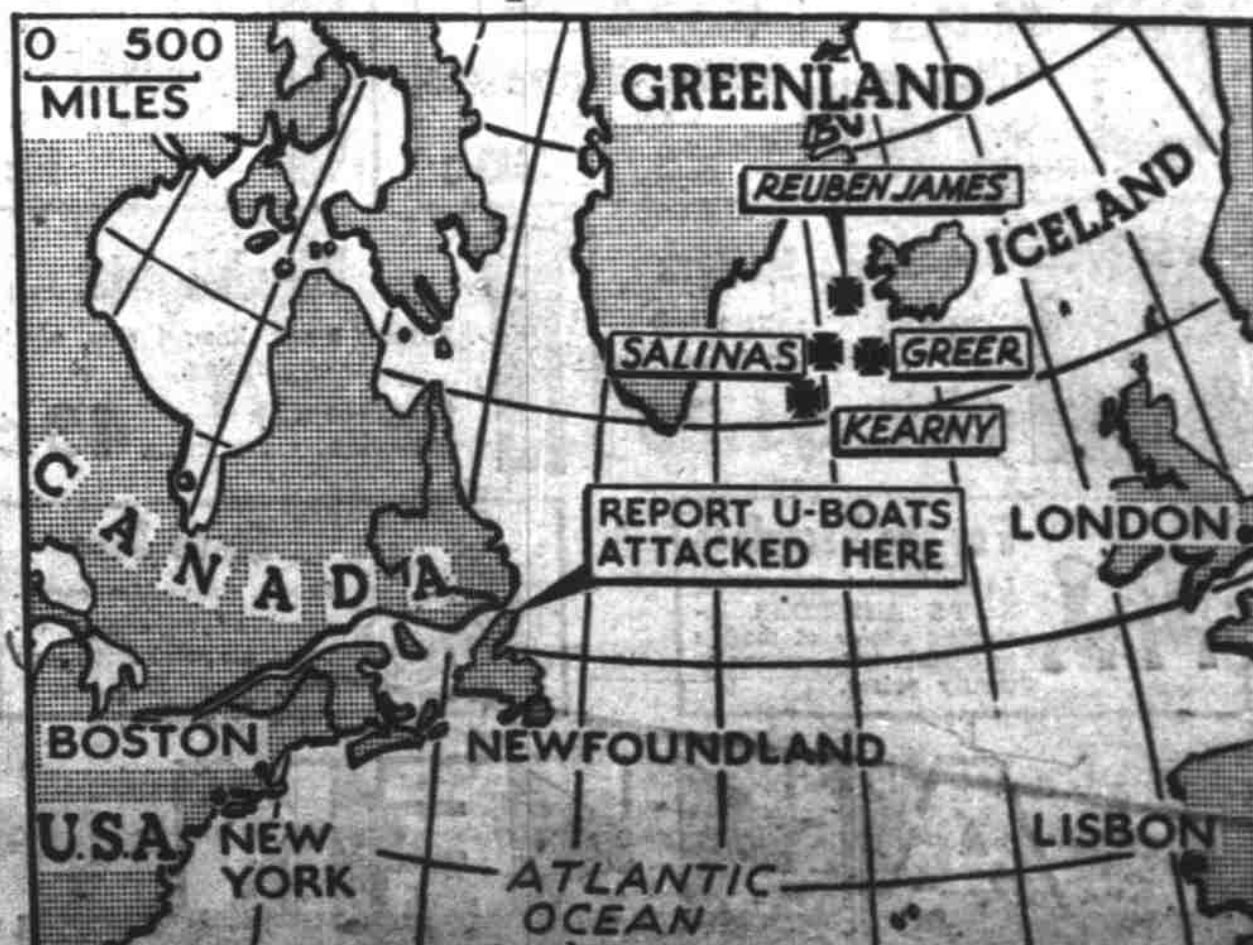 0 500
MILES
GREENLAND
REUBEN JAMES
ICELAND
SALINAS
GREER
KEARNY
CANADA
REPORT U-BOATS
ATTACKED HERE
LONDON
BOSTON
NEWFOUNDLAND
U.S.A.
NEW
YORK
LISBON
ATLANTIC
OCEAN